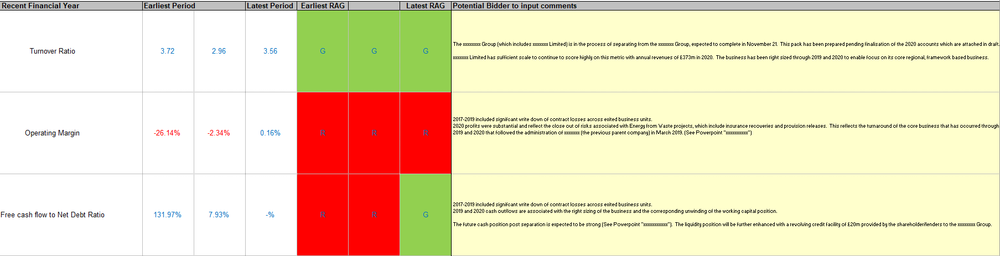 Recent Financial Year Earliest Period Latest Period Earliest RAG Latest RAG Potential Bidder to input comments
The xxxxxxxx Group (which includes xxxxxxx Limited) is in the process of separating from the xxxxxxx Group, expected to complete in November 21. This pack has been prepared pending finalisation of the 2020 accounts which are attached in draft.
Turnover Ratio 3.72 2.96 3.56 G G G
xxxxxxx Limited has sufficient scale to continue to score highly on this metric with annual revenues of £373m in 2020. The business has been right sized through 2019 and 2020 to enable focus on its core regional, framework based business.
2017-2019 included signifcant write down of contract losses across exited business units.
2020 profits were substantial and reflect the close out of risks associated with Energy from Waste projects, which include insurance recoveries and provision releases. This reflects the turnaround of the core business that has occurred through
Operating Margin -26.14% -2.34% 0.16% R R R
2019 and 2020 that followed the administration of xxxxxxx (the previous parent company) in March 2019. (See Powerpoint "xxxxxxxxxx")
2017-2019 included signifcant write down of contract losses across exited business units.
2019 and 2020 cash outflows are associated with the right sizing of the business and the corresponding unwinding of the working capital position.
Free cash flow to Net Debt Ratio 131.97% 7.93% -% R R G
The future cash position post separation is expected to be strong (See Powerpoint "xxxxxxxxxxx"). The liquidity position will be further enhanced with a revolving credit facility of £20m provided by the shareholder/lenders to the xxxxxxxx Group.